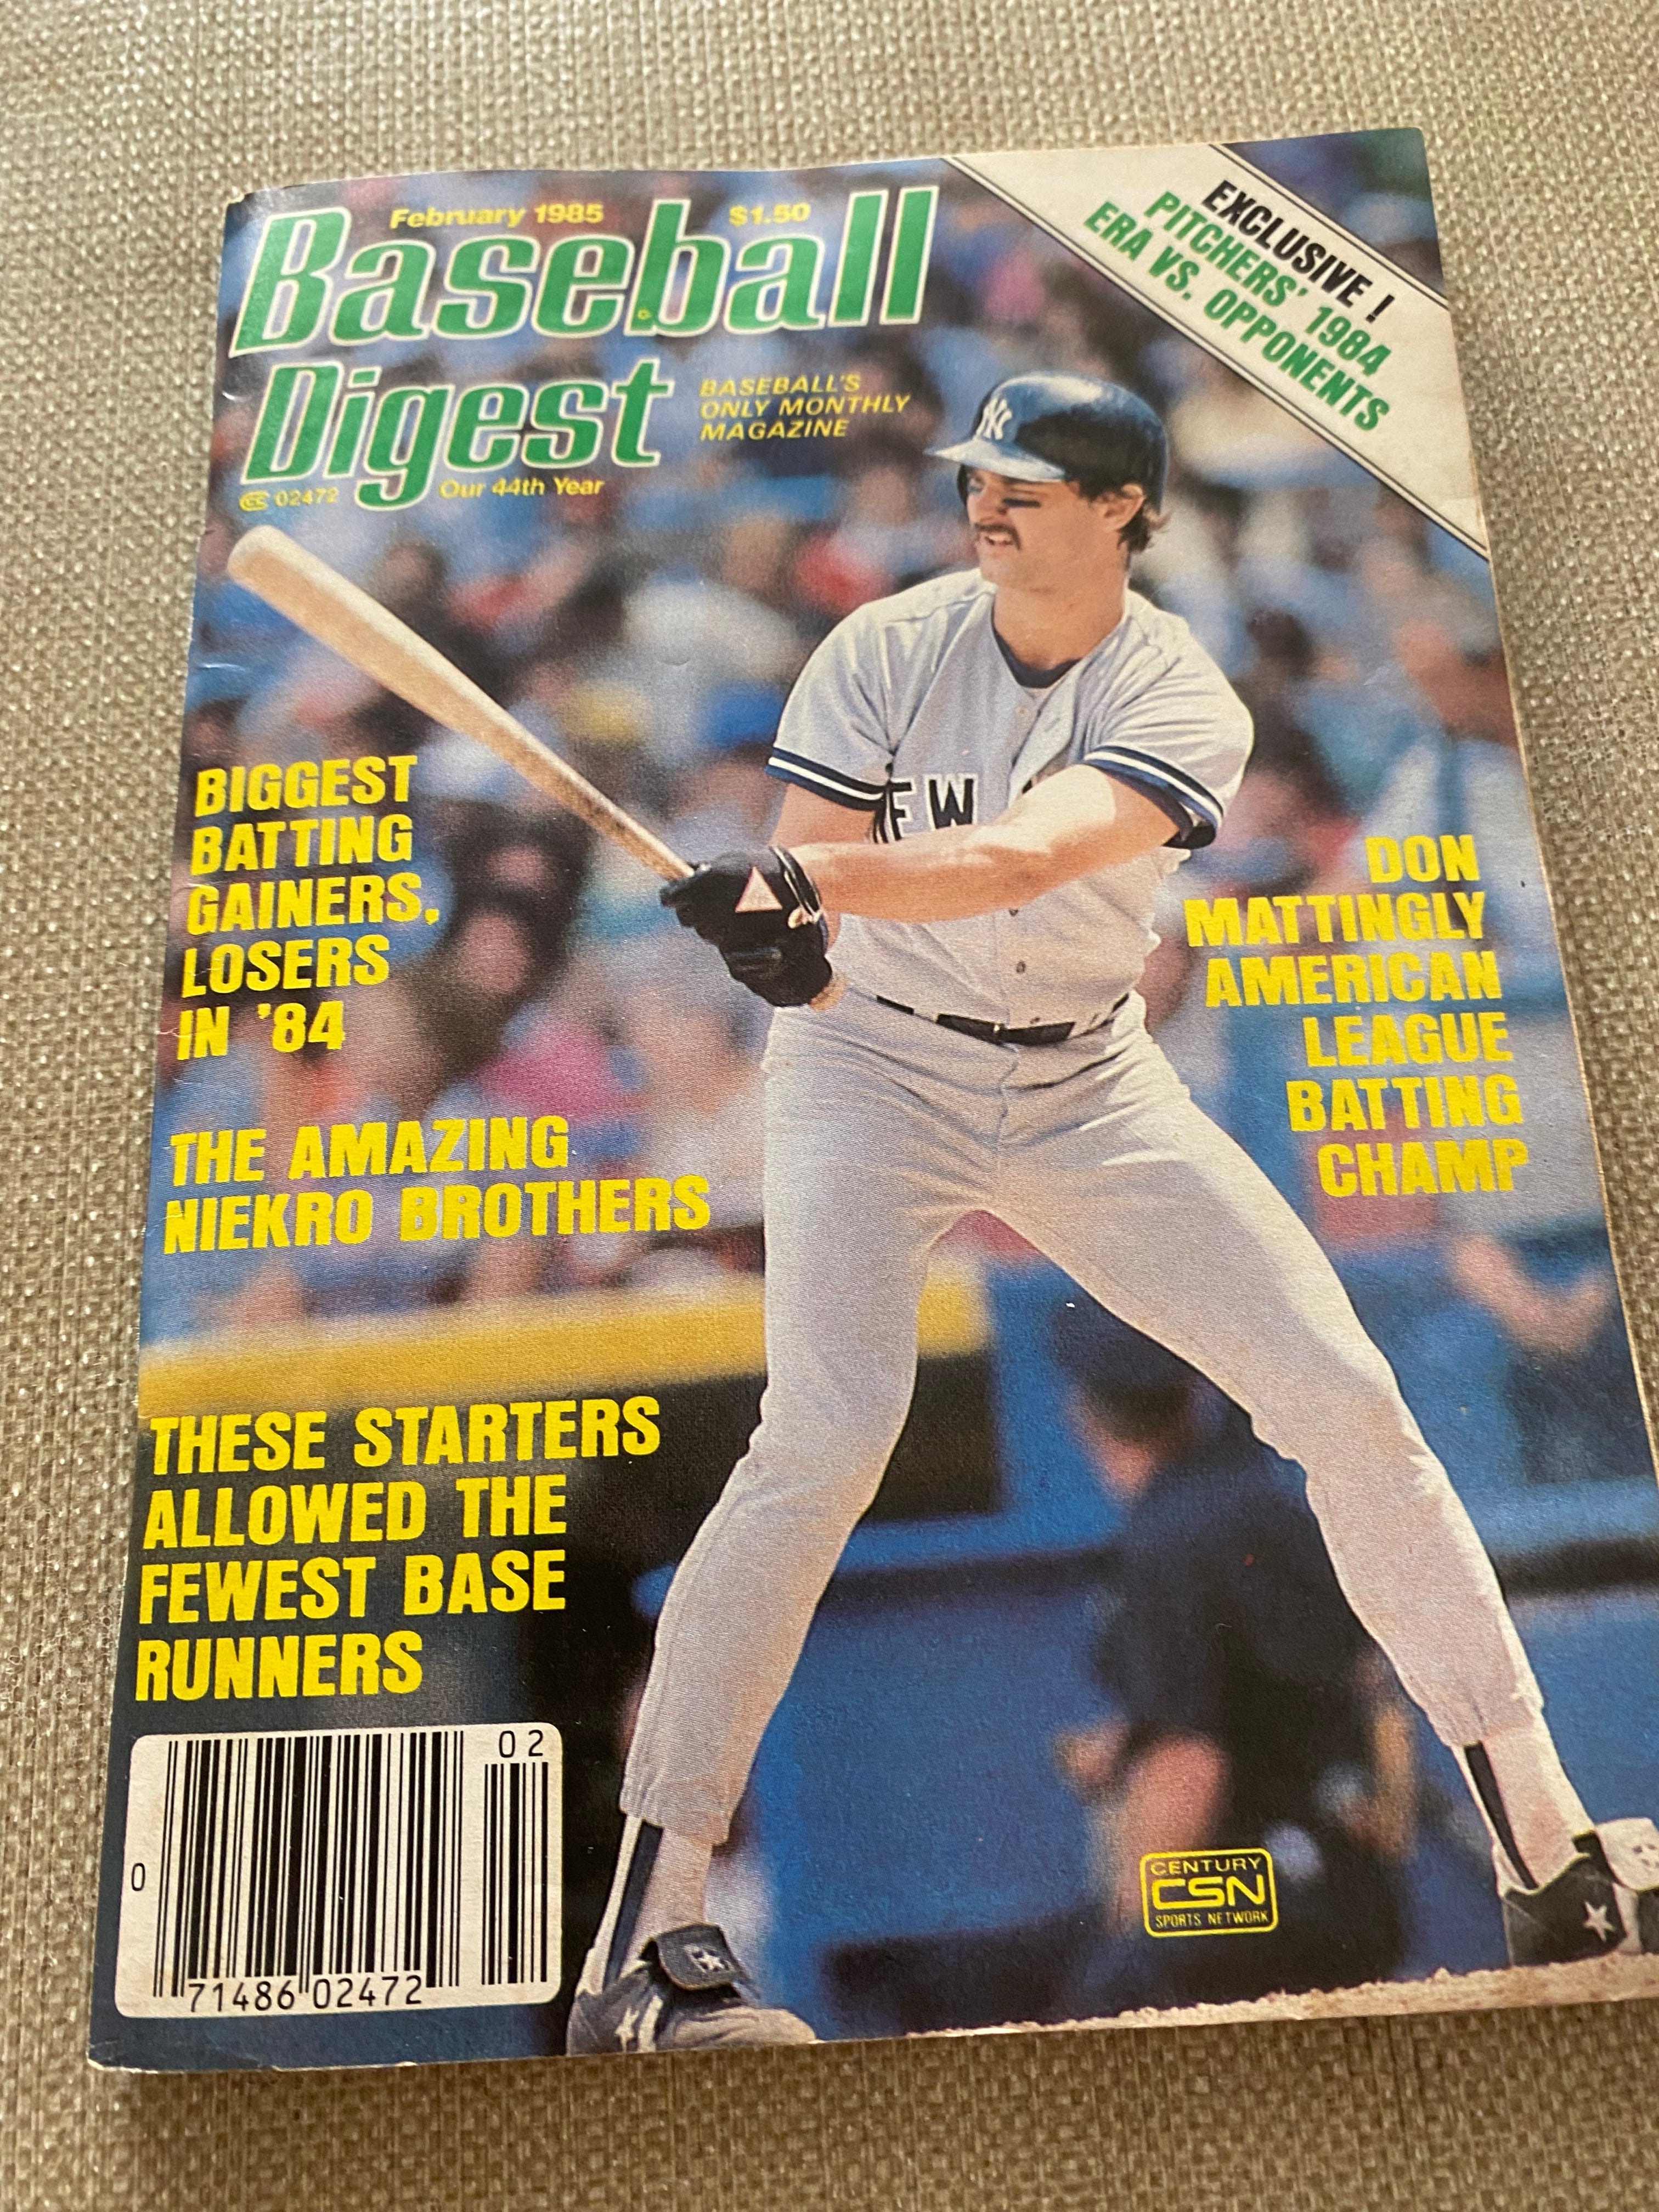 February 1985 $1.50
Baseball
Digest
BASEBALL'S
ONLY MONTHLY
MAGAZINE
02472
Our 44th Year
EXCLUSIVE !
PITCHERS' 1984
ERA VS. OPPONENTS
NY
EW
BIGGEST
BATTING
GAINERS,
LOSERS
IN '84
DON
MATTINGLY
AMERICAN
LEAGUE
BATTING
CHAMP
THE AMAZING
NIEKRO BROTHERS
THESE STARTERS
ALLOWED THE
FEWEST BASE
RUNNERS
02
0
71486 02472
CENTURY
CSN
SPORTS NETWORK